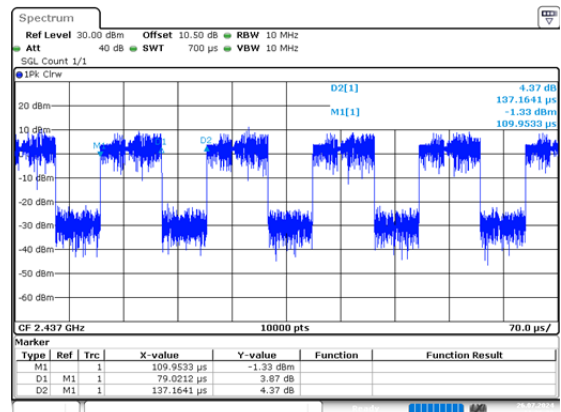 Spectrum
Ref Level 30.00 dBm Offset 10.50 dB RBW 10 MHz
Att 40 dB SWT 700 µs VBW 10 MHz
SGL Count 1/1
1Pk Clrw
D2[1] 4.37 dB
137.1641 µs
20 dBm
M1[1] -1.33 dBm
109.9533 µs
10 dBm
M1 D2
-10 dBm
-20 dBm
-30 dBm
-40 dBm
-50 dBm
-60 dBm
CF 2.437 GHz 10000 pts 70.0 µs/
Marker
Type Ref Trc X-value Y-value Function Function Result
M1 1 109.9533 µs -1.33 dBm
D1 M1 1 79.0212 µs 3.87 dB
D2 M1 1 137.1641 µs 4.37 dB